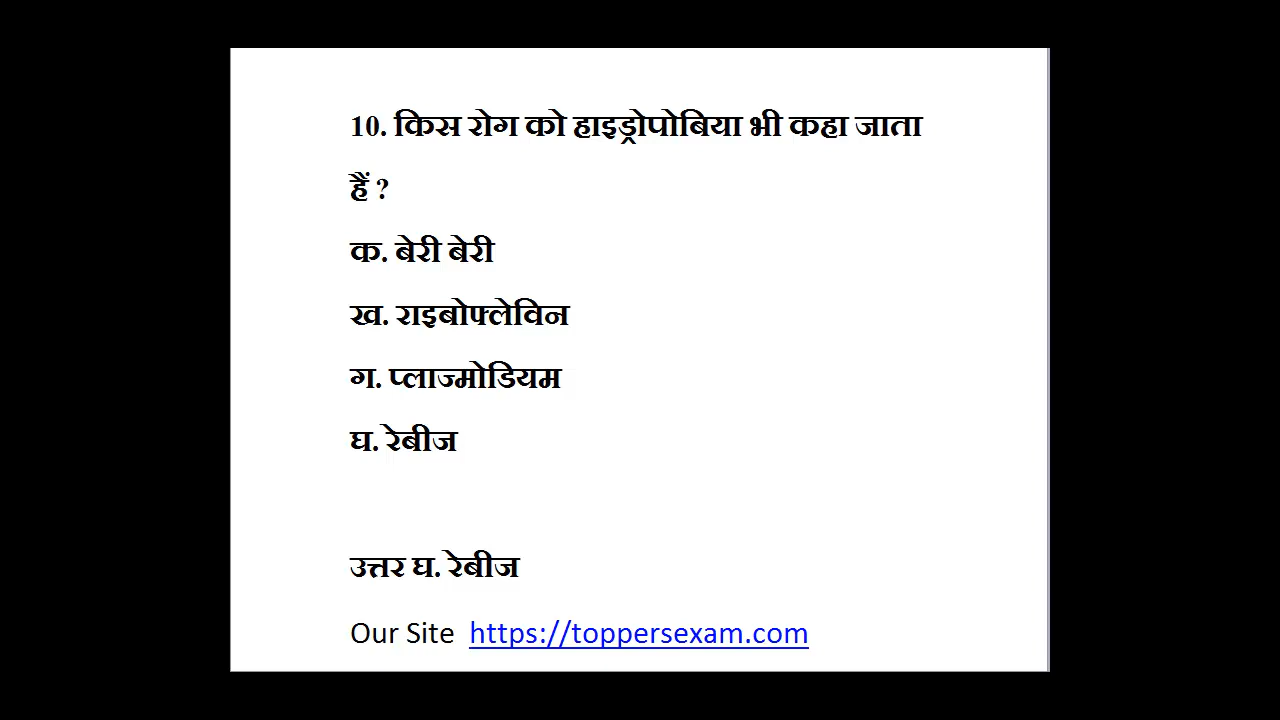 10. किस रोग को हाइड्रोपोबिया भी कहा जाता
हैं ?
क. बेरी बेरी
ख. राइबोफ्लेविन
ग. प्लाज्मोडियम
घ. रेबीज
उत्तर घ. रेबीज
Our Site https://toppersexam.com